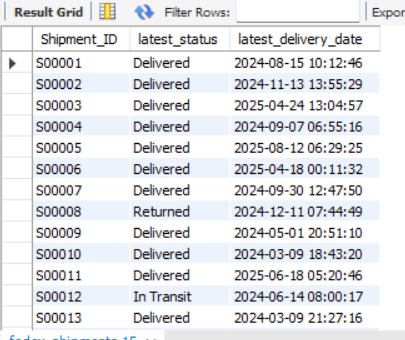 Result Grid Filter Rows: Expor
Shipment_ID latest_status latest_delivery_date
S00001 Delivered 2024-08-15 10:12:46
S00002 Delivered 2024-11-13 13:55:29
S00003 Delivered 2025-04-24 13:04:57
S00004 Delivered 2024-09-07 06:55:16
S00005 Delivered 2025-08-12 06:29:25
S00006 Delivered 2025-04-18 00:11:32
S00007 Delivered 2024-09-30 12:47:50
S00008 Returned 2024-12-11 07:44:49
S00009 Delivered 2024-05-01 20:51:10
S00010 Delivered 2024-03-09 18:43:20
S00011 Delivered 2025-06-18 05:20:46
S00012 In Transit 2024-06-14 08:00:17
S00013 Delivered 2024-03-09 21:27:16